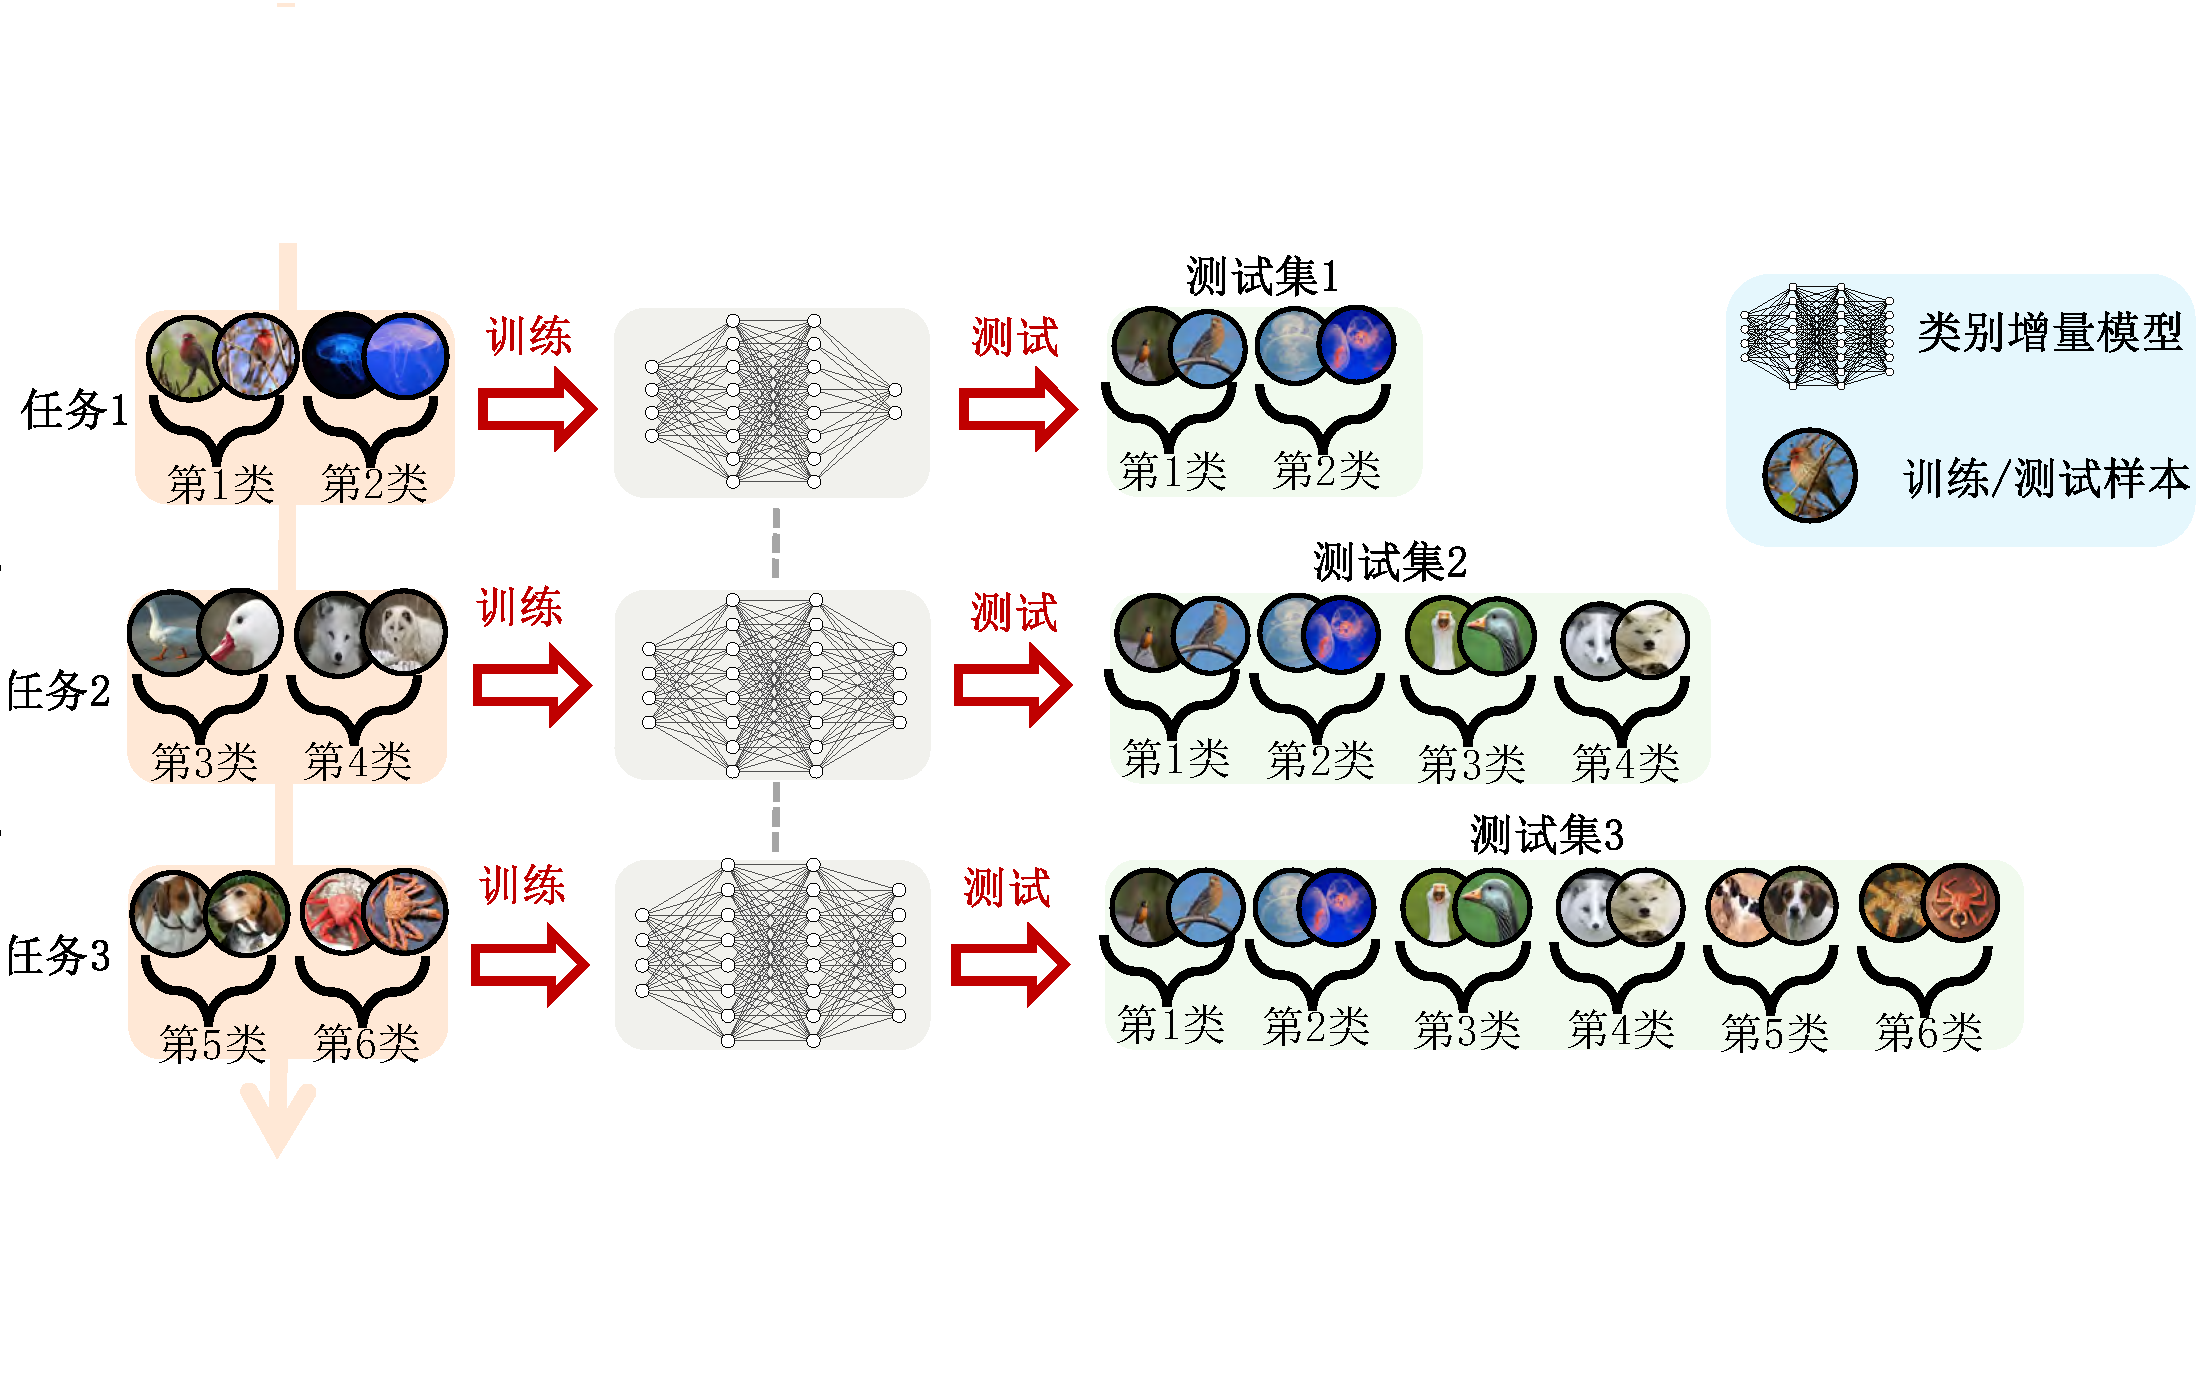 测试集1
训练
测试
任务1
第1类
第2类
第1类
第2类
类别增量模型
训练/测试样本
测试集2
训练
测试
任务2
第3类
第4类
第1类
第2类
第3类
第4类
测试集3
训练
测试
任务3
第5类
第6类
第1类
第2类
第3类
第4类
第5类
第6类